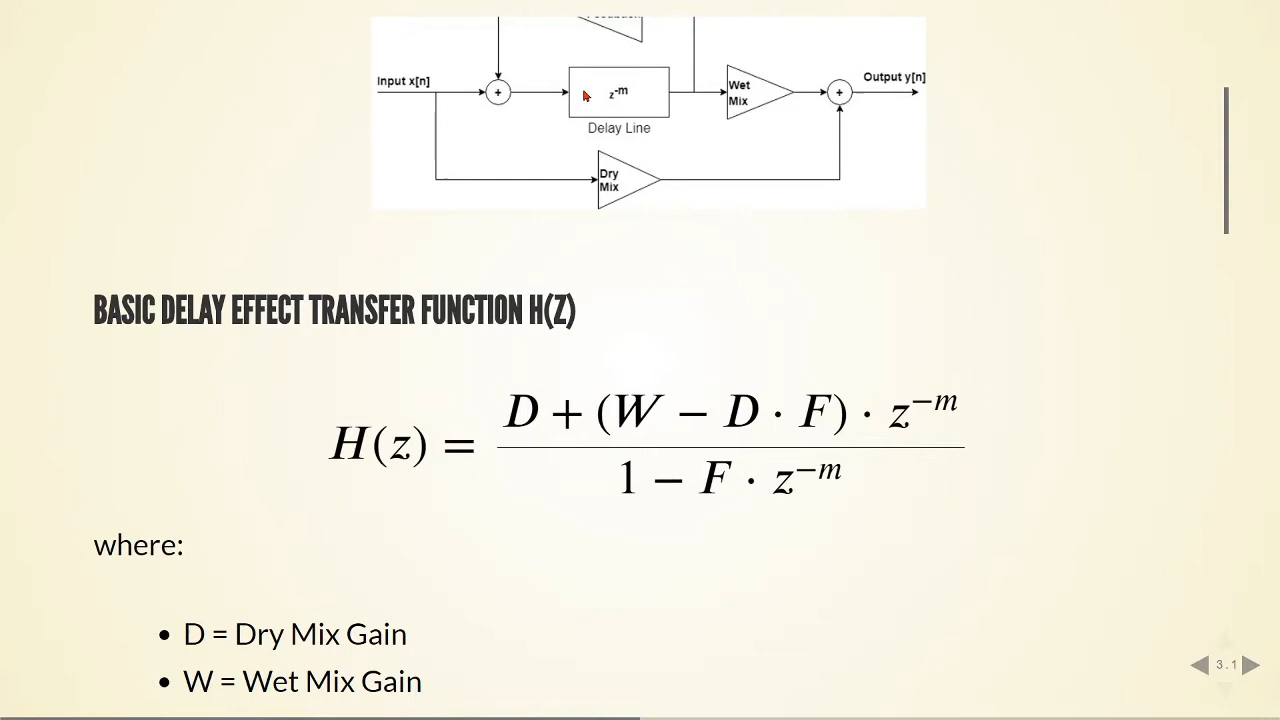 Input x[n]
+
z-m
Wet
Mix
+
Output y[n]
Delay Line
Dry
Mix
BASIC DELAY EFFECT TRANSFER FUNCTION H(Z)
H(z) = D + (W − D · F) · z^−m
1 − F · z^−m
where:
• D = Dry Mix Gain
• W = Wet Mix Gain
3.1